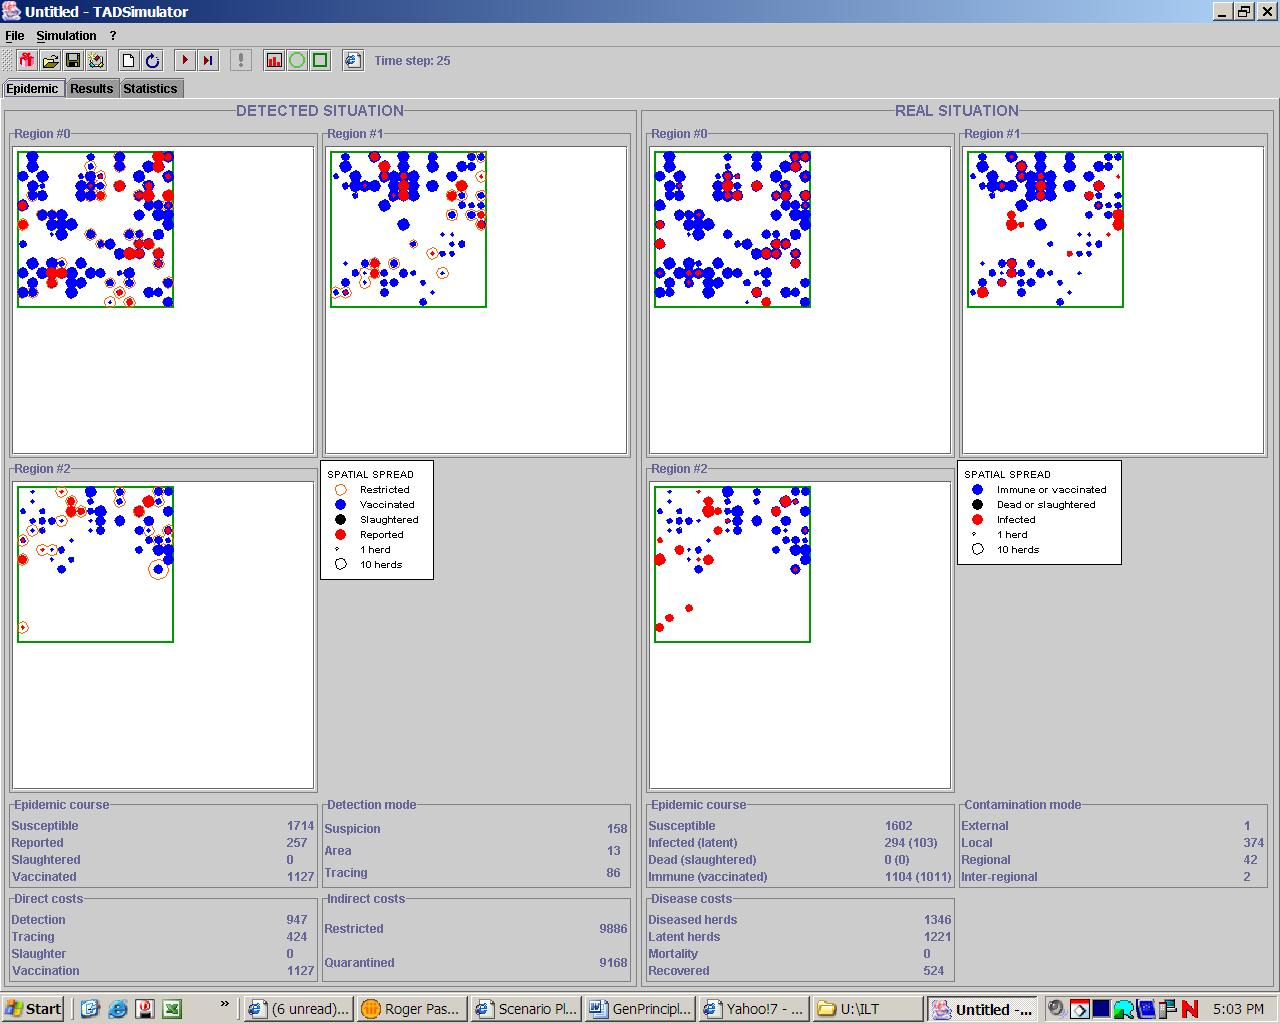 Untitled - TADSimulator
File Simulation ?
Time step: 25
Epidemic Results Statistics
DETECTED SITUATION
Region #0
Region #1
Region #2
SPATIAL SPREAD
Restricted
Vaccinated
Slaughtered
Reported
1 herd
10 herds
Epidemic course
Susceptible 1714
Reported 257
Slaughtered 0
Vaccinated 1127
Detection mode
Suspicion 158
Area 13
Tracing 86
Direct costs
Detection 947
Tracing 424
Slaughter 0
Vaccination 1127
Indirect costs
Restricted 9886
Quarantined 9168
REAL SITUATION
Region #0
Region #1
Region #2
SPATIAL SPREAD
Immune or vaccinated
Dead or slaughtered
Infected
1 herd
10 herds
Epidemic course
Susceptible 1602
Infected (latent) 294 (103)
Dead (slaughtered) 0 (0)
Immune (vaccinated) 1104 (1011)
Contamination mode
External 1
Local 374
Regional 42
Inter-regional 2
Disease costs
Diseased herds 1346
Latent herds 1221
Mortality 0
Recovered 524
Start » (6 unread)... Roger Pas... Scenario Pl... GenPrincipl... Yahoo!7 - ... U:\ILT Untitled -... 5:03 PM